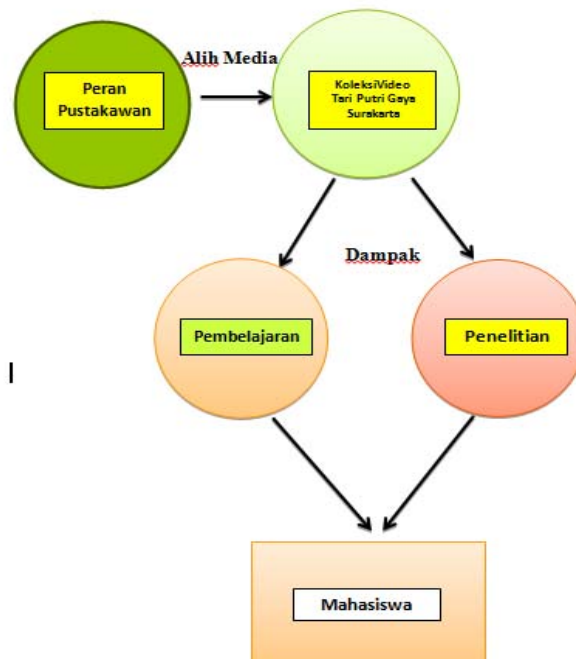 Alih Media
Peran
Pustakawan
KoleksiVideo
Tari Putri Gaya
Surakarta
Dampak
Pembelajaran
Penelitian
Mahasiswa